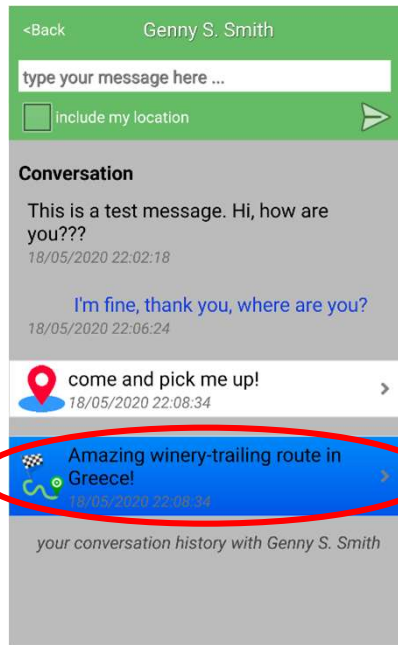 <Back Genny S. Smith
type your message here ...
include my location
Conversation
This is a test message. Hi, how are
you???
18/05/2020 22:02:18
I'm fine, thank you, where are you?
18/05/2020 22:06:24
come and pick me up!
18/05/2020 22:08:34
Amazing winery-trailing route in
Greece!
18/05/2020 22:08:34
your conversation history with Genny S. Smith